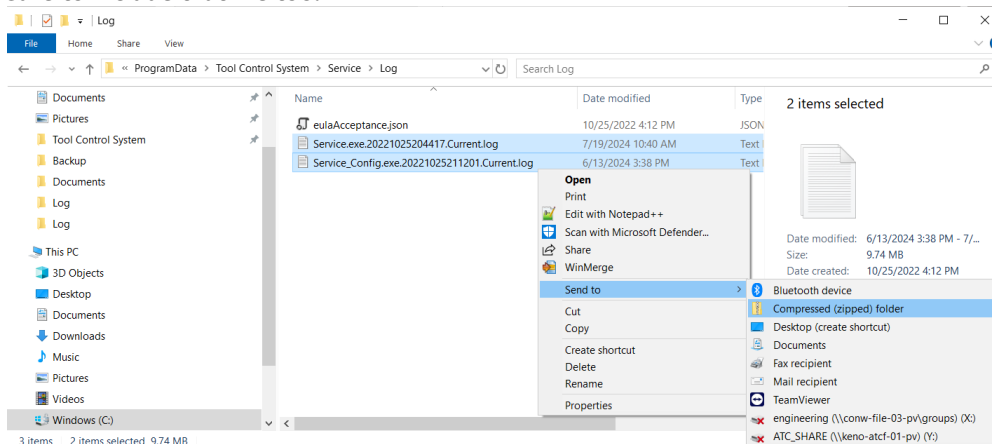 Log
File Home Share View
« ProgramData > Tool Control System > Service > Log
Search Log
Documents
Pictures
Tool Control System
Backup
Documents
Log
Log
This PC
3D Objects
Desktop
Documents
Downloads
Music
Pictures
Videos
Windows (C:)
Name Date modified Type
eulaAcceptance.json 10/25/2022 4:12 PM JSON
Service.exe.20221025204417.Current.log 7/19/2024 10:40 AM Text
Service_Config.exe.20221025211201.Current.log 6/13/2024 3:38 PM Text
Open
Print
Edit with Notepad++
Scan with Microsoft Defender...
Share
WinMerge
Send to
Cut
Copy
Create shortcut
Delete
Rename
Properties
2 items selected
Date modified: 6/13/2024 3:38 PM - 7/...
Size: 9.74 MB
Date created: 10/25/2022 4:12 PM
Bluetooth device
Compressed (zipped) folder
Desktop (create shortcut)
Documents
Fax recipient
Mail recipient
TeamViewer
engineering (\\conw-file-03-pv\groups) (X:)
ATC_SHARE (\\keno-atcf-01-pv) (Y:)
3 items 2 items selected 9.74 MB